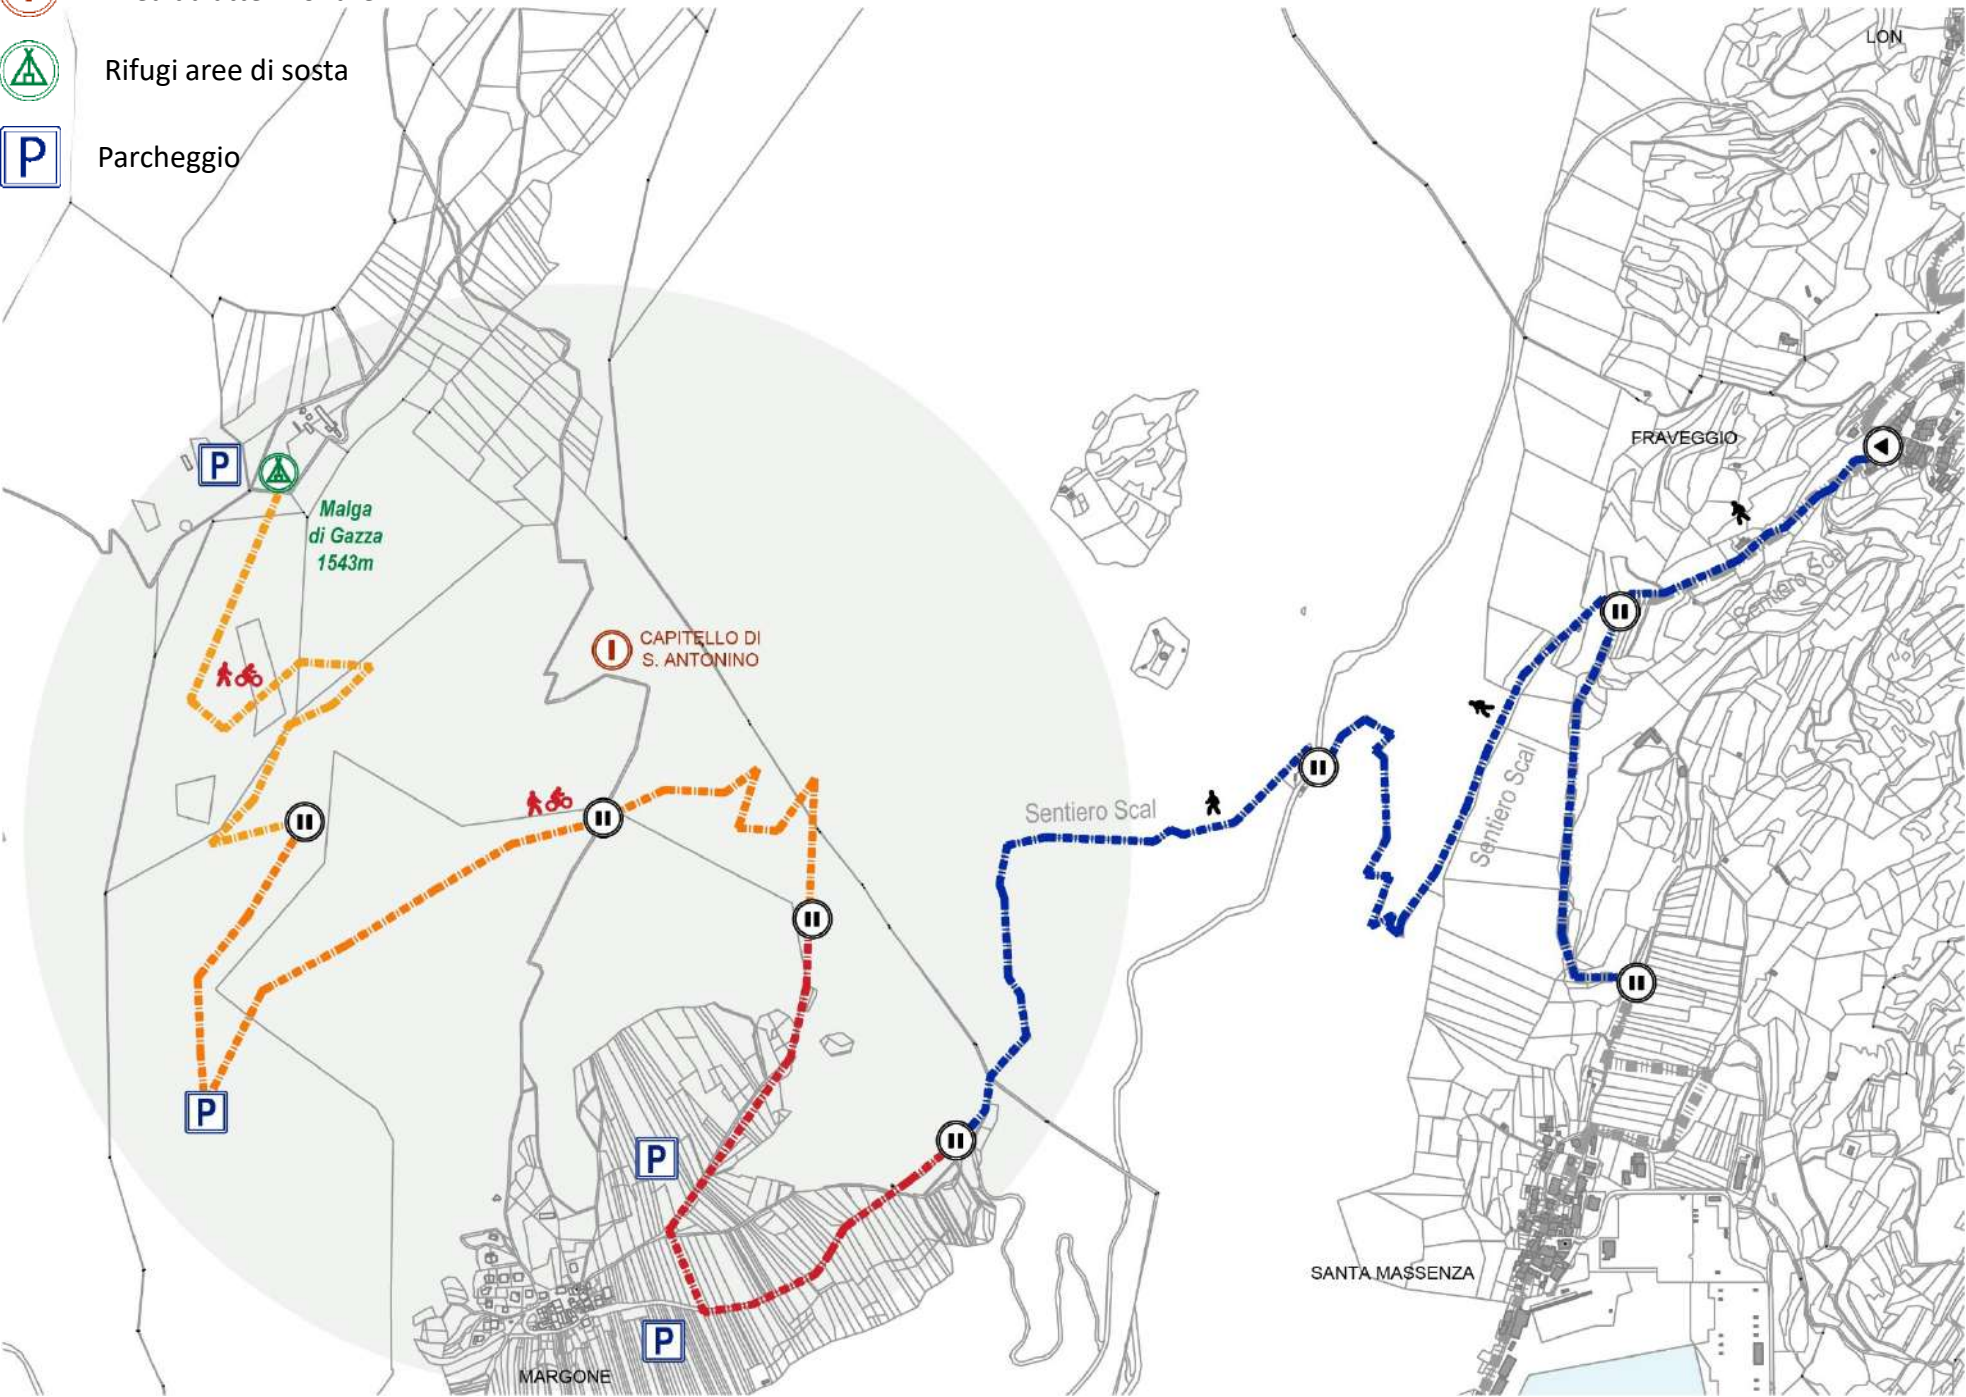 Rifugi aree di sosta
P
Parcheggio
LON
FRAVEGGIO
P
Malga
di Gazza
1543m
Sentiero Scal
CAPITELLO DI
S. ANTONINO
Sentiero Scal
Sentiero Scal
P
P
SANTA MASSENZA
P
MARGONE